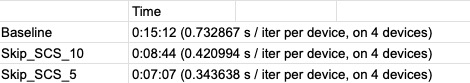 Time
Baseline 0:15:12 (0.732867 s / iter per device, on 4 devices)
Skip_SCS_10 0:08:44 (0.420994 s / iter per device, on 4 devices)
Skip_SCS_5 0:07:07 (0.343638 s / iter per device, on 4 devices)